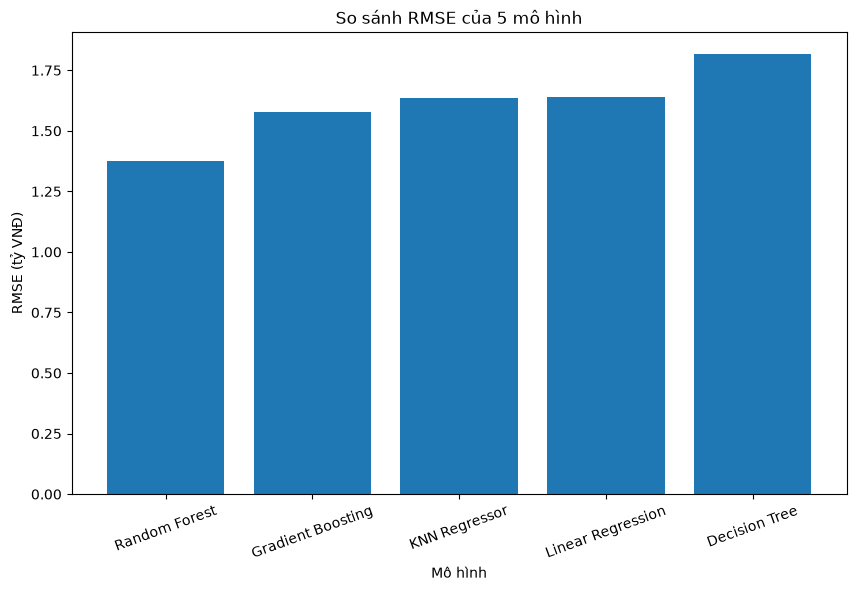 So sánh RMSE của 5 mô hình
RMSE (tỷ VNĐ)
1.75
1.50
1.25
1.00
0.75
0.50
0.25
0.00
Random Forest
Gradient Boosting
KNN Regressor
Linear Regression
Decision Tree
Mô hình